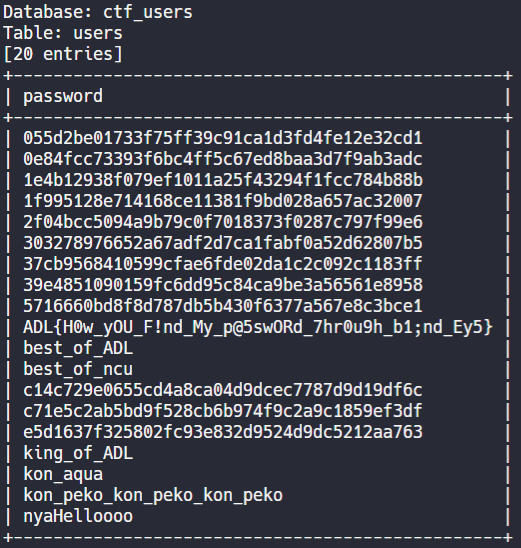 Database: ctf_users
Table: users
[20 entries]
+--------------------------------------------------+
| password                                         |
+--------------------------------------------------+
| 055d2be01733f75ff39c91ca1d3fd4fe12e32cd1         |
| 0e84fcc73393f6bc4ff5c67ed8baa3d7f9ab3adc         |
| 1e4b12938f079ef1011a25f43294f1fcc784b88b         |
| 1f995128e714168ce11381f9bd028a657ac32007         |
| 2f04bcc5094a9b79c0f7018373f0287c797f99e6         |
| 303278976652a67adf2d7ca1fabf0a52d62807b5         |
| 37cb9568410599cfae6fde02da1c2c092c1183ff         |
| 39e4851090159fc6dd95c84ca9be3a56561e8958         |
| 5716660bd8f8d787db5b430f6377a567e8c3bce1         |
| ADL{H0w_yOU_F!nd_My_p@5swORd_7hr0u9h_b1;nd_Ey5} |
| best_of_ADL                                      |
| best_of_ncu                                      |
| c14c729e0655cd4a8ca04d9dcec7787d9d19df6c         |
| c71e5c2ab5bd9f528cb6b974f9c2a9c1859ef3df         |
| e5d1637f325802fc93e832d9524d9dc5212aa763         |
| king_of_ADL                                      |
| kon_aqua                                         |
| kon_peko_kon_peko_kon_peko                       |
| nyaHelloooo                                      |
+--------------------------------------------------+